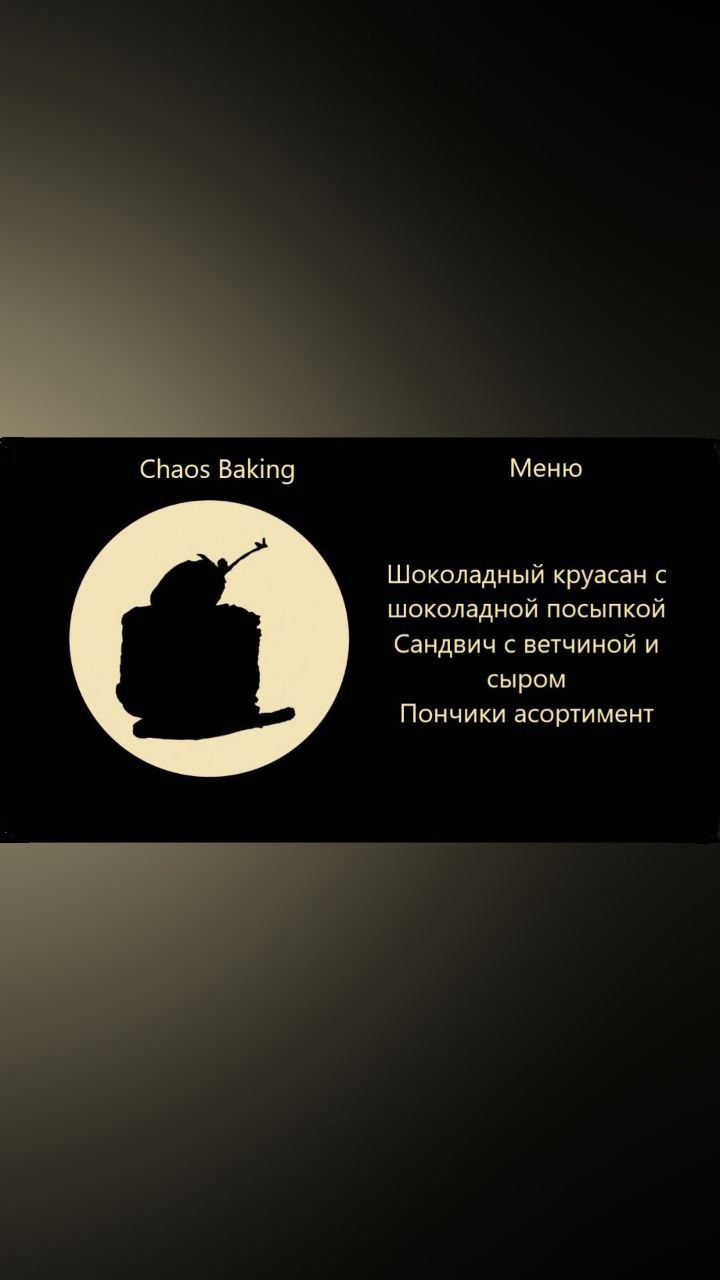 Chaos Baking
Меню
Шоколадный круасан с
шоколадной посыпкой
Сандвич с ветчиной и
сыром
Пончики асортимент